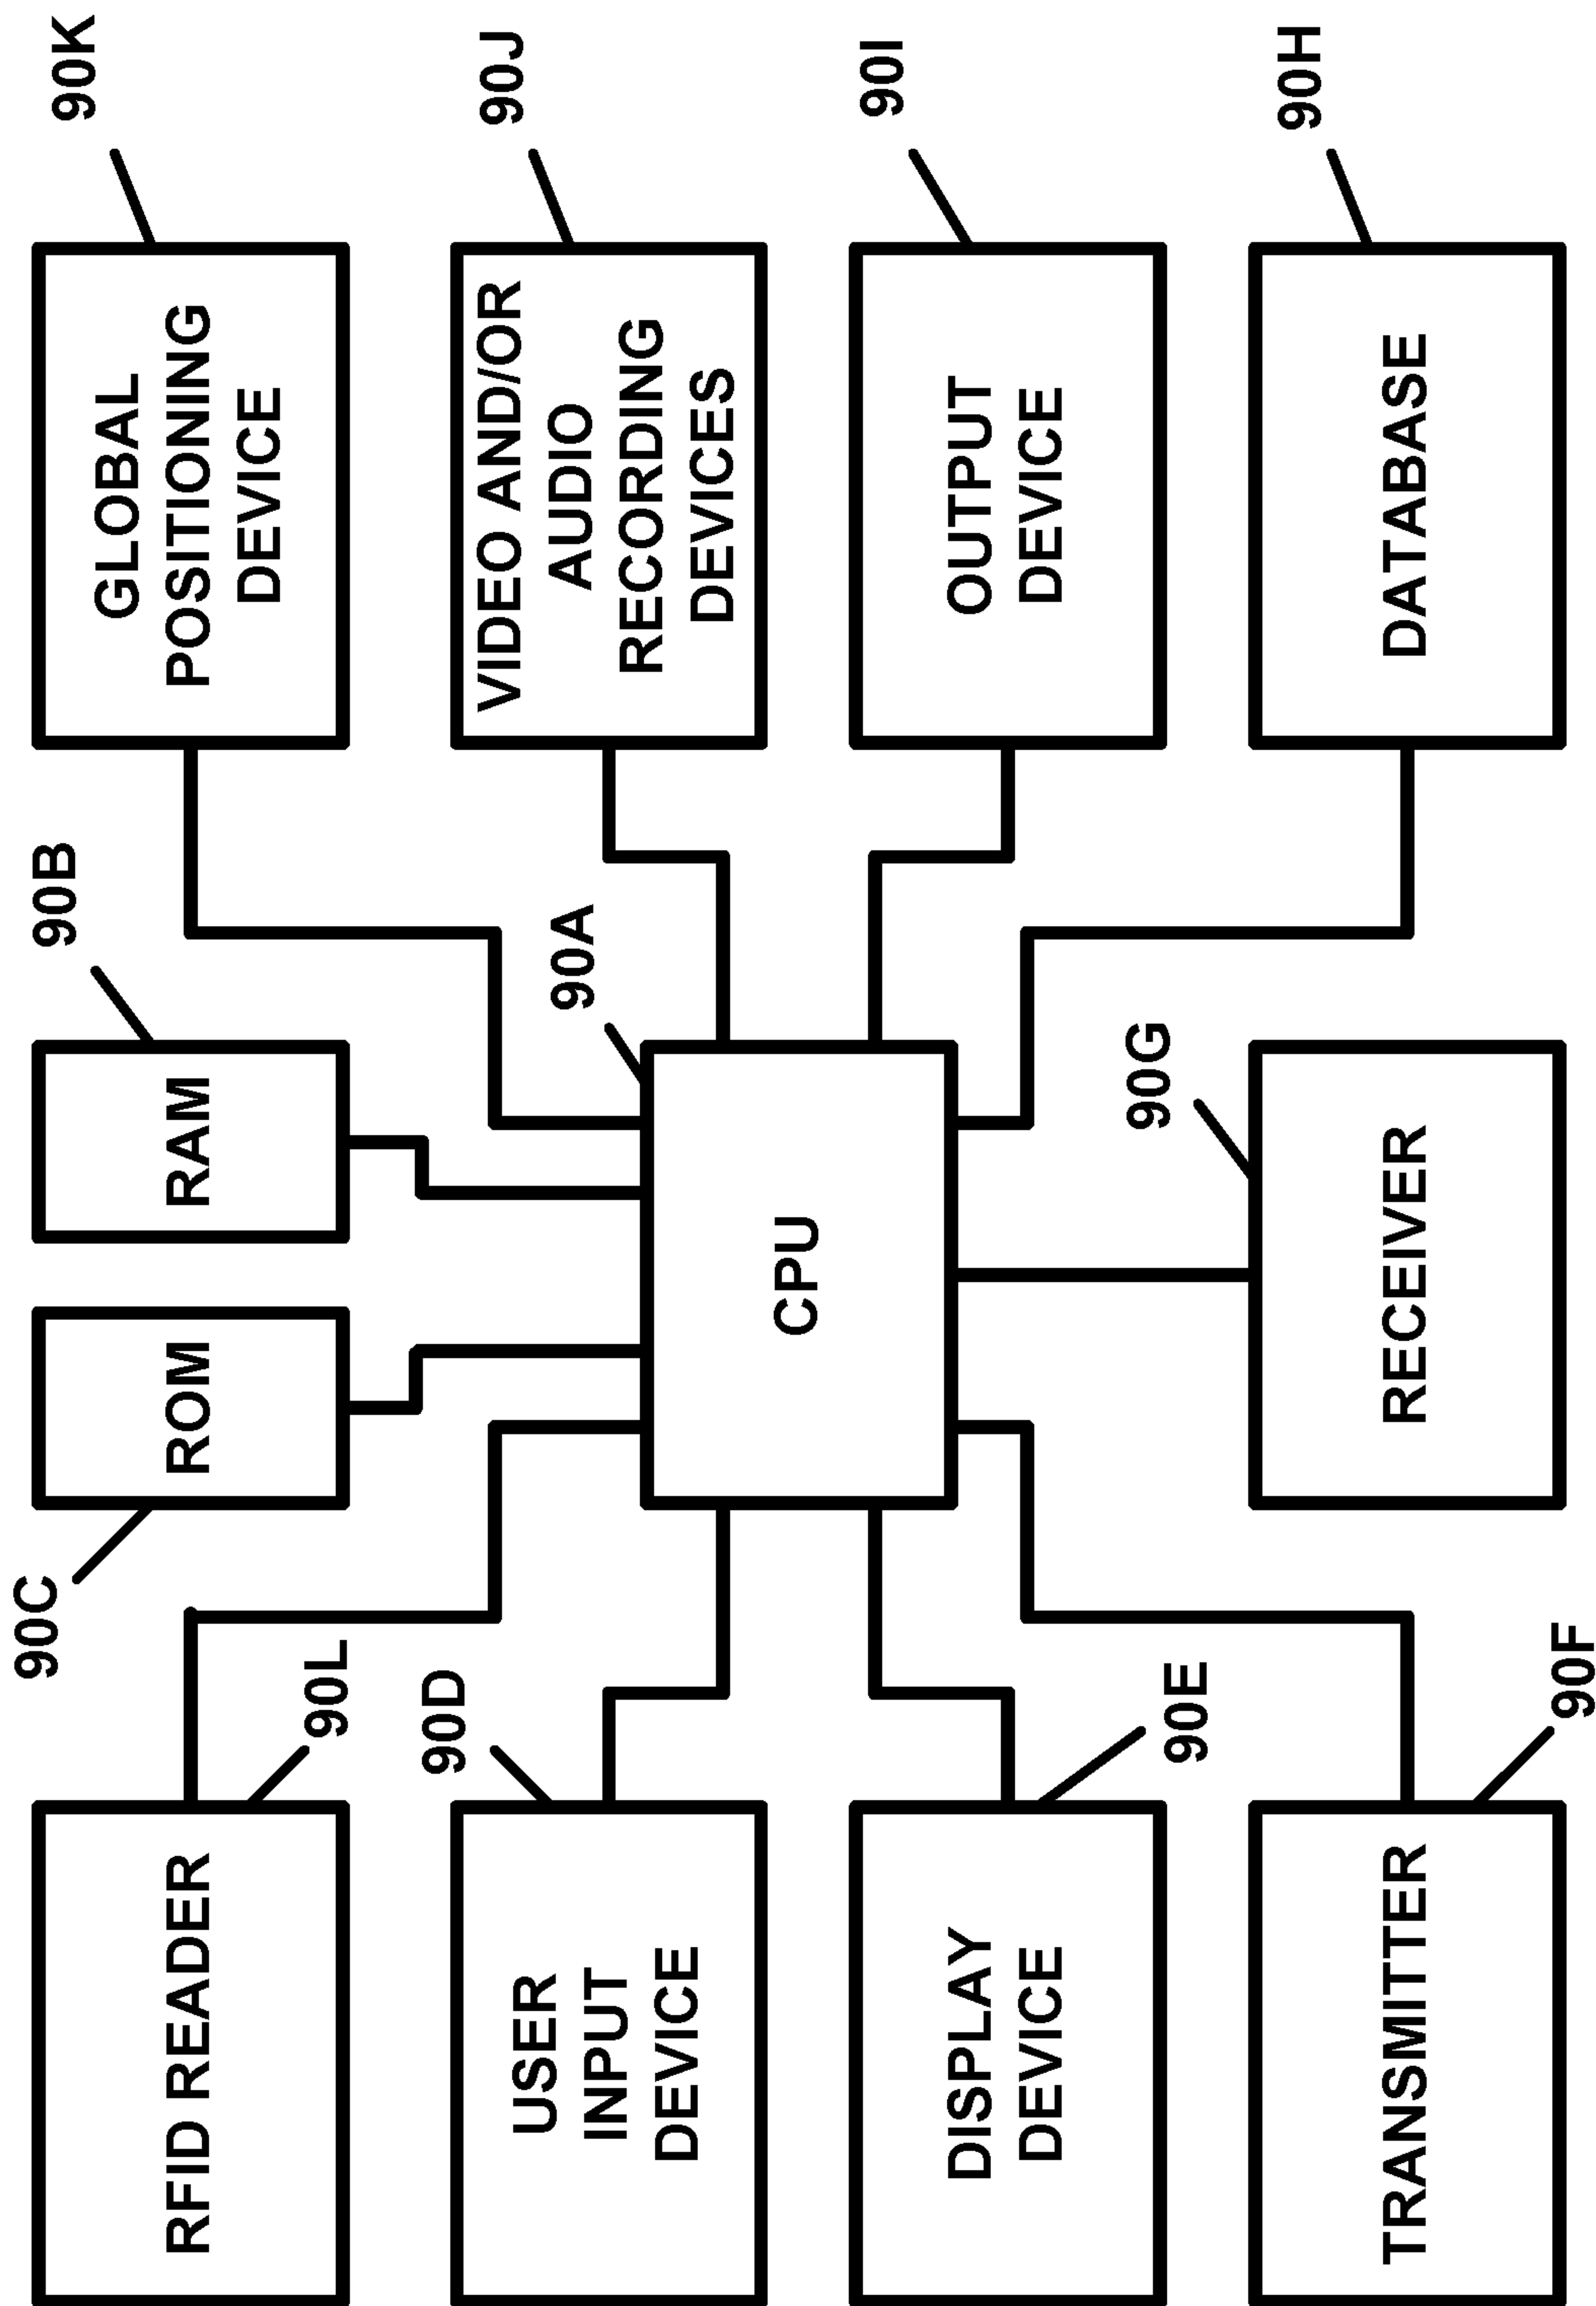 RFID READER
90L
90C
ROM
RAM
90B
GLOBAL
POSITIONING
DEVICE
90K
USER
INPUT
DEVICE
90D
90A
VIDEO AND/OR
AUDIO
RECORDING
DEVICES
90J
CPU
DISPLAY
DEVICE
90E
OUTPUT
DEVICE
90I
TRANSMITTER
90F
RECEIVER
90G
DATABASE
90H